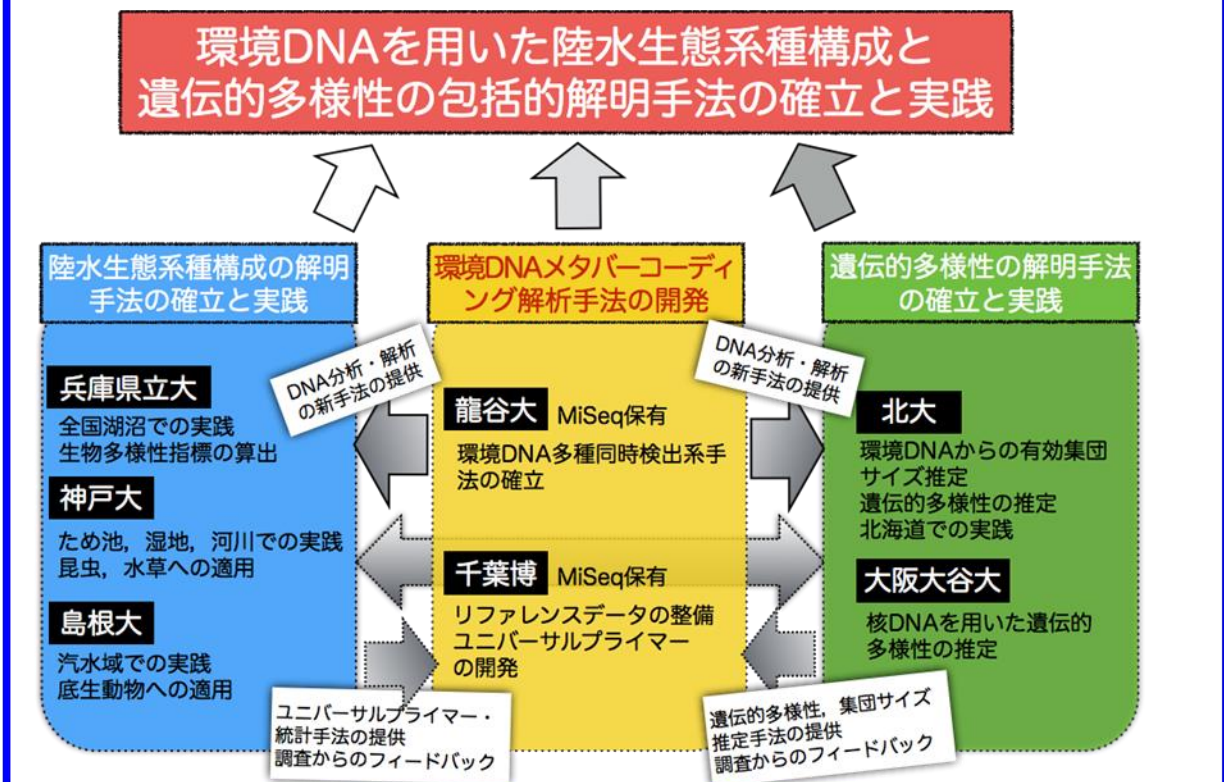 環境DNAを用いた陸水生態系種構成と
遺伝的多様性の包括的解明手法の確立と実践
陸水生態系種構成の解明
手法の確立と実践
兵庫県立大
全国湖沼での実践
生物多様性指標の算出
神戸大
ため池，湿地，河川での実践
昆虫，水草への適用
島根大
汽水域での実践
底生動物への適用
DNA分析・解析
の新手法の提供
ユニバーサルプライマー・
統計手法の提供
調査からのフィードバック
環境DNAメタバーコーディ
ング解析手法の開発
龍谷大 MiSeq保有
環境DNA多種同時検出系手
法の確立
千葉博 MiSeq保有
リファレンスデータの整備
ユニバーサルプライマー
の開発
DNA分析・解析
の新手法の提供
遺伝的多様性，集団サイズ
推定手法の提供
調査からのフィードバック
遺伝的多様性の解明手法
の確立と実践
北大
環境DNAからの有効集団
サイズ推定
遺伝的多様性の推定
北海道での実践
大阪大谷大
核DNAを用いた遺伝的
多様性の推定